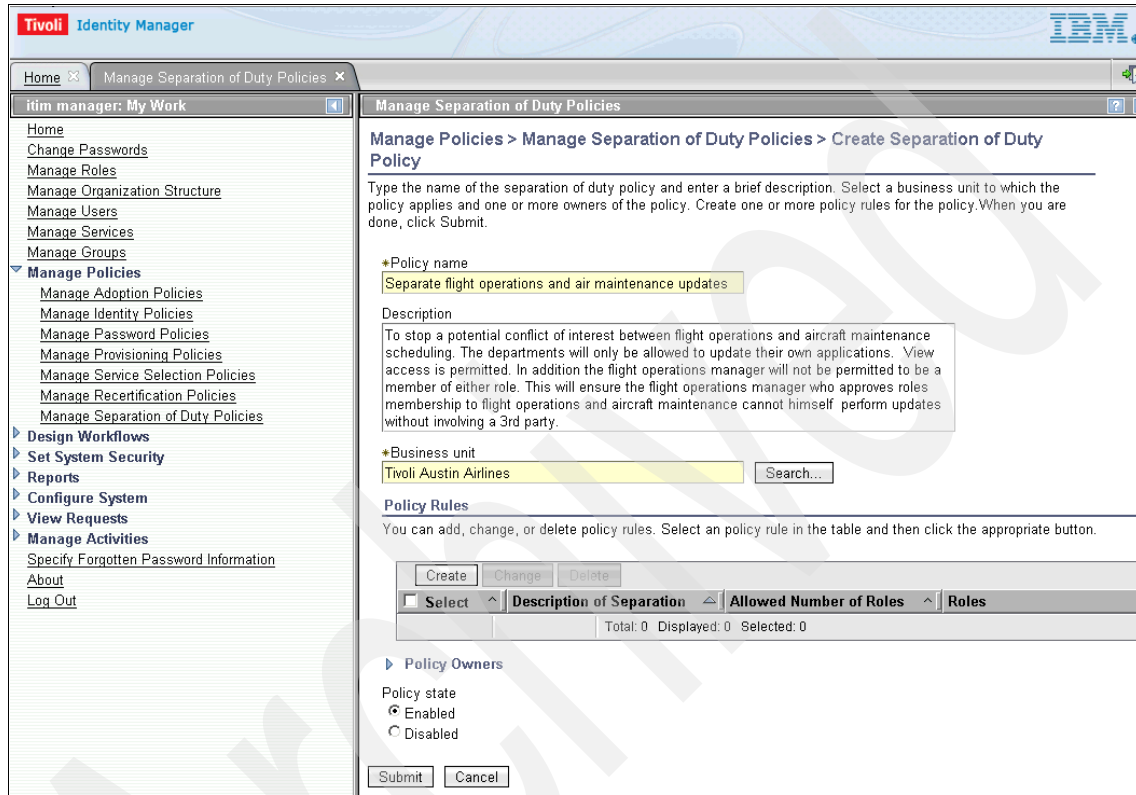 Tivoli Identity Manager
IBM.
Home
Manage Separation of Duty Policies
itim manager: My Work
Home
Change Passwords
Manage Roles
Manage Organization Structure
Manage Users
Manage Services
Manage Groups
Manage Policies
Manage Adoption Policies
Manage Identity Policies
Manage Password Policies
Manage Provisioning Policies
Manage Service Selection Policies
Manage Recertification Policies
Manage Separation of Duty Policies
Design Workflows
Set System Security
Reports
Configure System
View Requests
Manage Activities
Specify Forgotten Password Information
About
Log Out
Manage Separation of Duty Policies
?
Manage Policies > Manage Separation of Duty Policies > Create Separation of Duty
Policy
Type the name of the separation of duty policy and enter a brief description. Select a business unit to which the
policy applies and one or more owners of the policy. Create one or more policy rules for the policy.When you are
done, click Submit.
*Policy name
Separate flight operations and air maintenance updates
Description
To stop a potential conflict of interest between flight operations and aircraft maintenance
scheduling. The departments will only be allowed to update their own applications. View
access is permitted. In addition the flight operations manager will not be permitted to be a
member of either role. This will ensure the flight operations manager who approves roles
membership to flight operations and aircraft maintenance cannot himself perform updates
without involving a 3rd party.
*Business unit
Tivoli Austin Airlines
Search...
Policy Rules
You can add, change, or delete policy rules. Select an policy rule in the table and then click the appropriate button.
Create Change Delete
Select Description of Separation Allowed Number of Roles Roles
Total: 0 Displayed: 0 Selected: 0
Policy Owners
Policy state
Enabled
Disabled
Submit Cancel
Archived